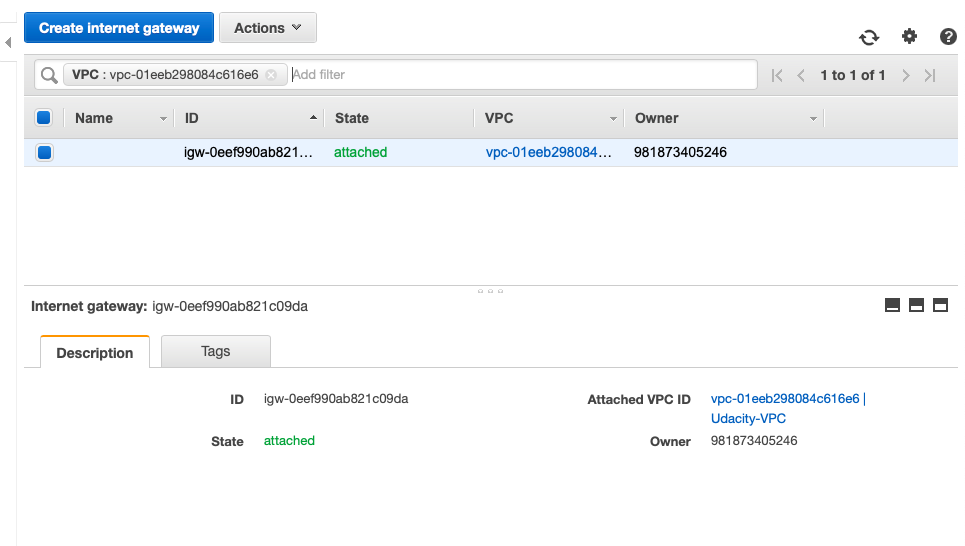 Create internet gateway Actions
VPC : vpc-01eeb298084c616e6 Add filter 1 to 1 of 1
Name ID State VPC Owner
igw-0eef990ab821... attached vpc-01eeb298084... 981873405246
Internet gateway: igw-0eef990ab821c09da
Description Tags
ID igw-0eef990ab821c09da Attached VPC ID vpc-01eeb298084c616e6 |
Udacity-VPC
State attached Owner 981873405246